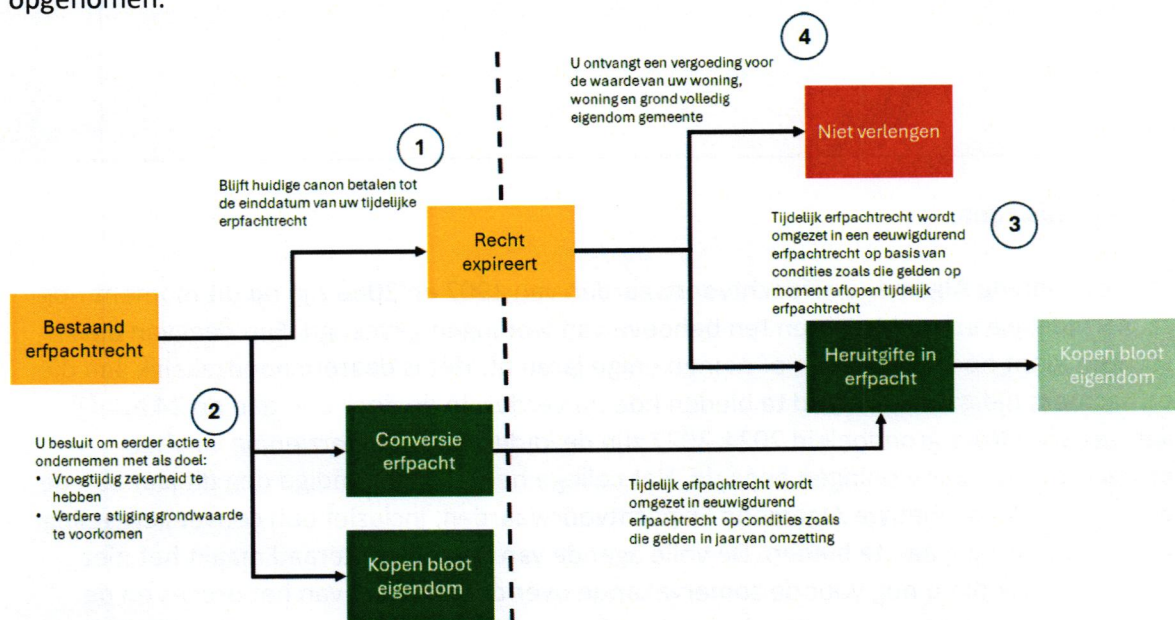 opgenomen.
4
U ontvangt een vergoeding voor
de waarde van uw woning,
woning en grond volledig
eigendom gemeente
Niet verlengen
1
Blijft huidige canon betalen tot
de einddatum van uw tijdelijke
erpfachtrecht
Recht
expireert
Tijdelijk erfpachtrecht wordt
omgezet in een eeuwigdurend
erfpachtrecht op basis van
condities zoals die gelden op
moment aflopen tijdelijk
erfpachtrecht
3
Bestaand
erfpachtrecht
Heruitgifte in
erfpacht
Kopen bloot
eigendom
2
U besluit om eerder actie te
ondernemen met als doel:
• Vroegtijdig zekerheid te
hebben
• Verdere stijging grondwaarde
te voorkomen
Conversie
erfpacht
Tijdelijk erfpachtrecht wordt
omgezet in eeuwigdurend
erfpachtrecht op condities zoals
die gelden in jaar van omzetting
Kopen bloot
eigendom